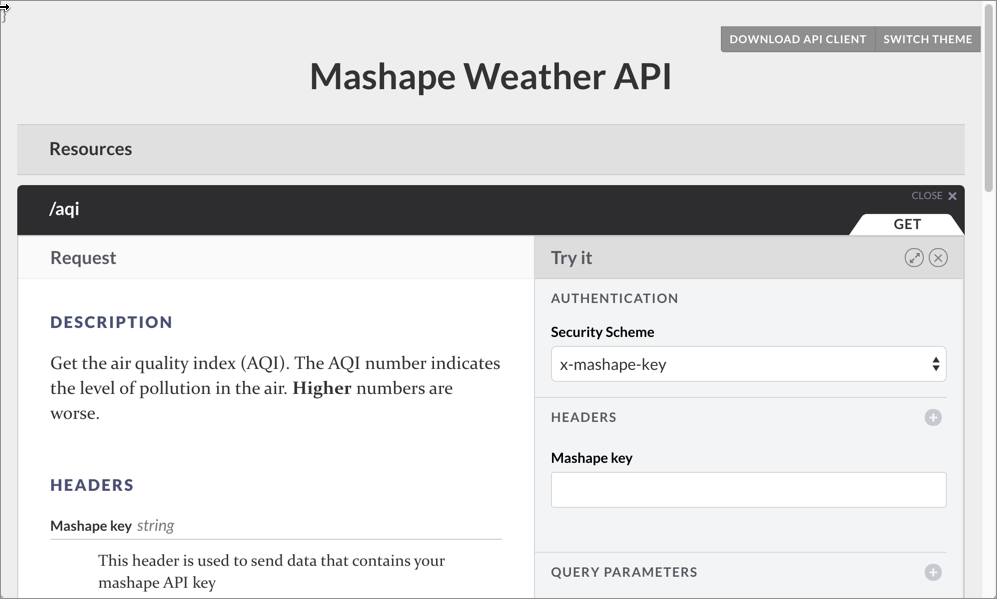 DOWNLOAD API CLIENT SWITCH THEME
Mashape Weather API
Resources
/aqi
CLOSE
GET
Request
DESCRIPTION
Get the air quality index (AQI). The AQI number indicates
the level of pollution in the air. Higher numbers are
worse.
HEADERS
Mashape key string
This header is used to send data that contains your
mashape API key
Try it
AUTHENTICATION
Security Scheme
x-mashape-key
HEADERS
Mashape key
QUERY PARAMETERS